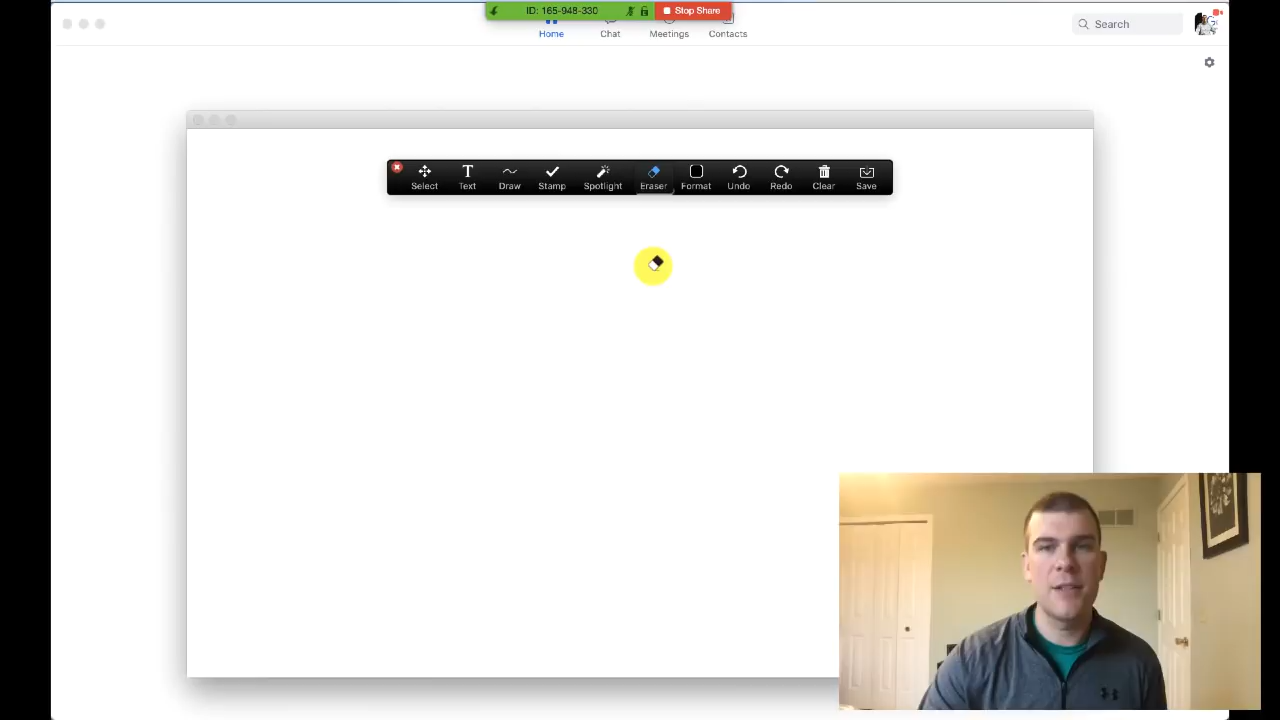 ID: 165-948-330 Stop Share
Home Chat Meetings Contacts
Search
Select Text Draw Stamp Spotlight Eraser Format Undo Redo Clear Save